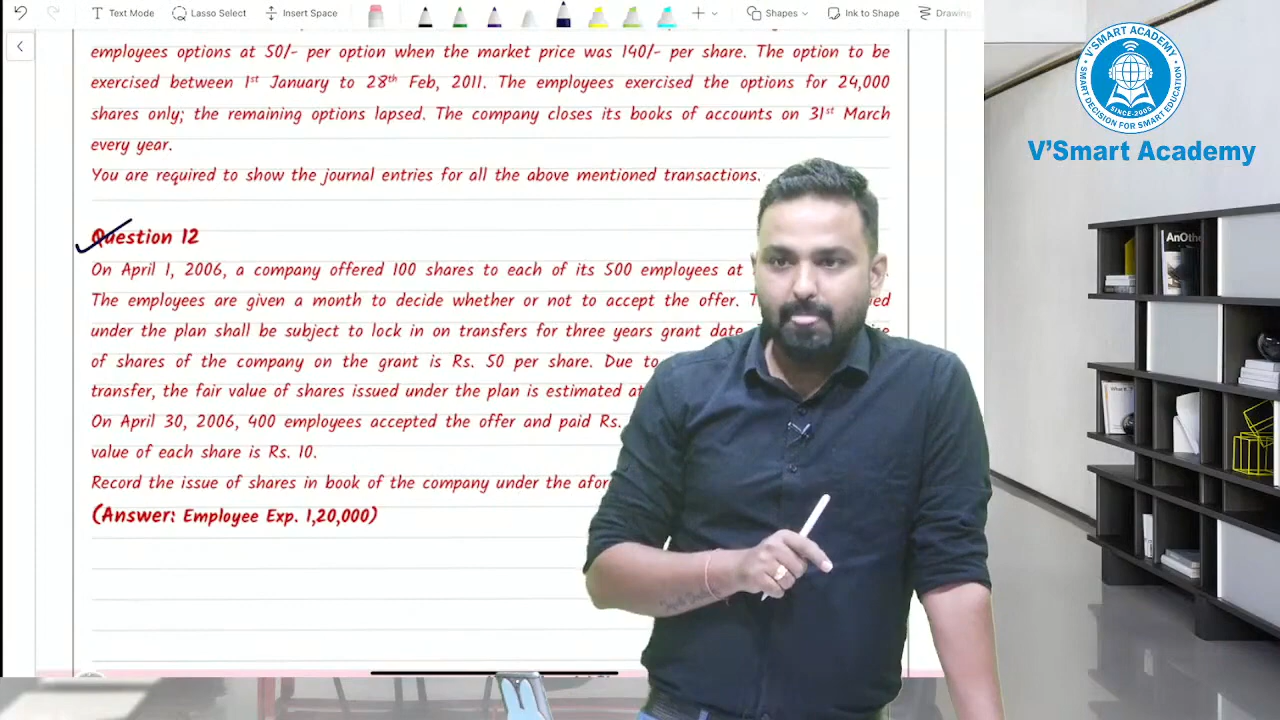 Text Mode
Lasso Select
Insert Space
Shapes
Ink to Shape
Drawing
employees options at 50/- per option when the market price was 140/- per share. The option to be
exercised between 1st January to 28th Feb, 2011. The employees exercised the options for 24,000
shares only; the remaining options lapsed. The company closes its books of accounts on 31st March
every year.
You are required to show the journal entries for all the above mentioned transactions.
Question 12
On April 1, 2006, a company offered 100 shares to each of its 500 employees at
The employees are given a month to decide whether or not to accept the offer.
under the plan shall be subject to lock in on transfers for three years grant date
of shares of the company on the grant is Rs. 50 per share. Due to
transfer, the fair value of shares issued under the plan is estimated at
On April 30, 2006, 400 employees accepted the offer and paid Rs.
value of each share is Rs. 10.
Record the issue of shares in book of the company under the
(Answer: Employee Exp. 1,20,000)
V'SMART ACADEMY
SINCE-2005
SMART DECISION FOR SMART EDUCATION
V'Smart Academy